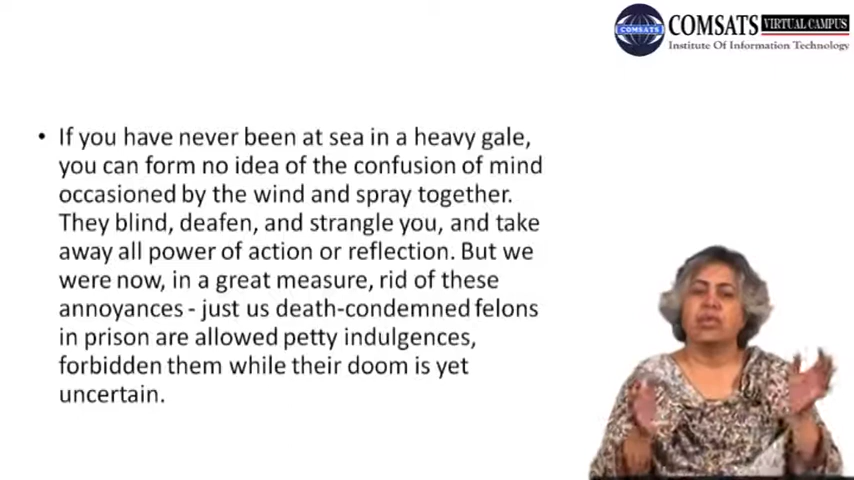 COMSATS VIRTUAL CAMPUS
COMSATS
Institute Of Information Technology
• If you have never been at sea in a heavy gale,
you can form no idea of the confusion of mind
occasioned by the wind and spray together.
They blind, deafen, and strangle you, and take
away all power of action or reflection. But we
were now, in a great measure, rid of these
annoyances - just us death-condemned felons
in prison are allowed petty indulgences,
forbidden them while their doom is yet
uncertain.